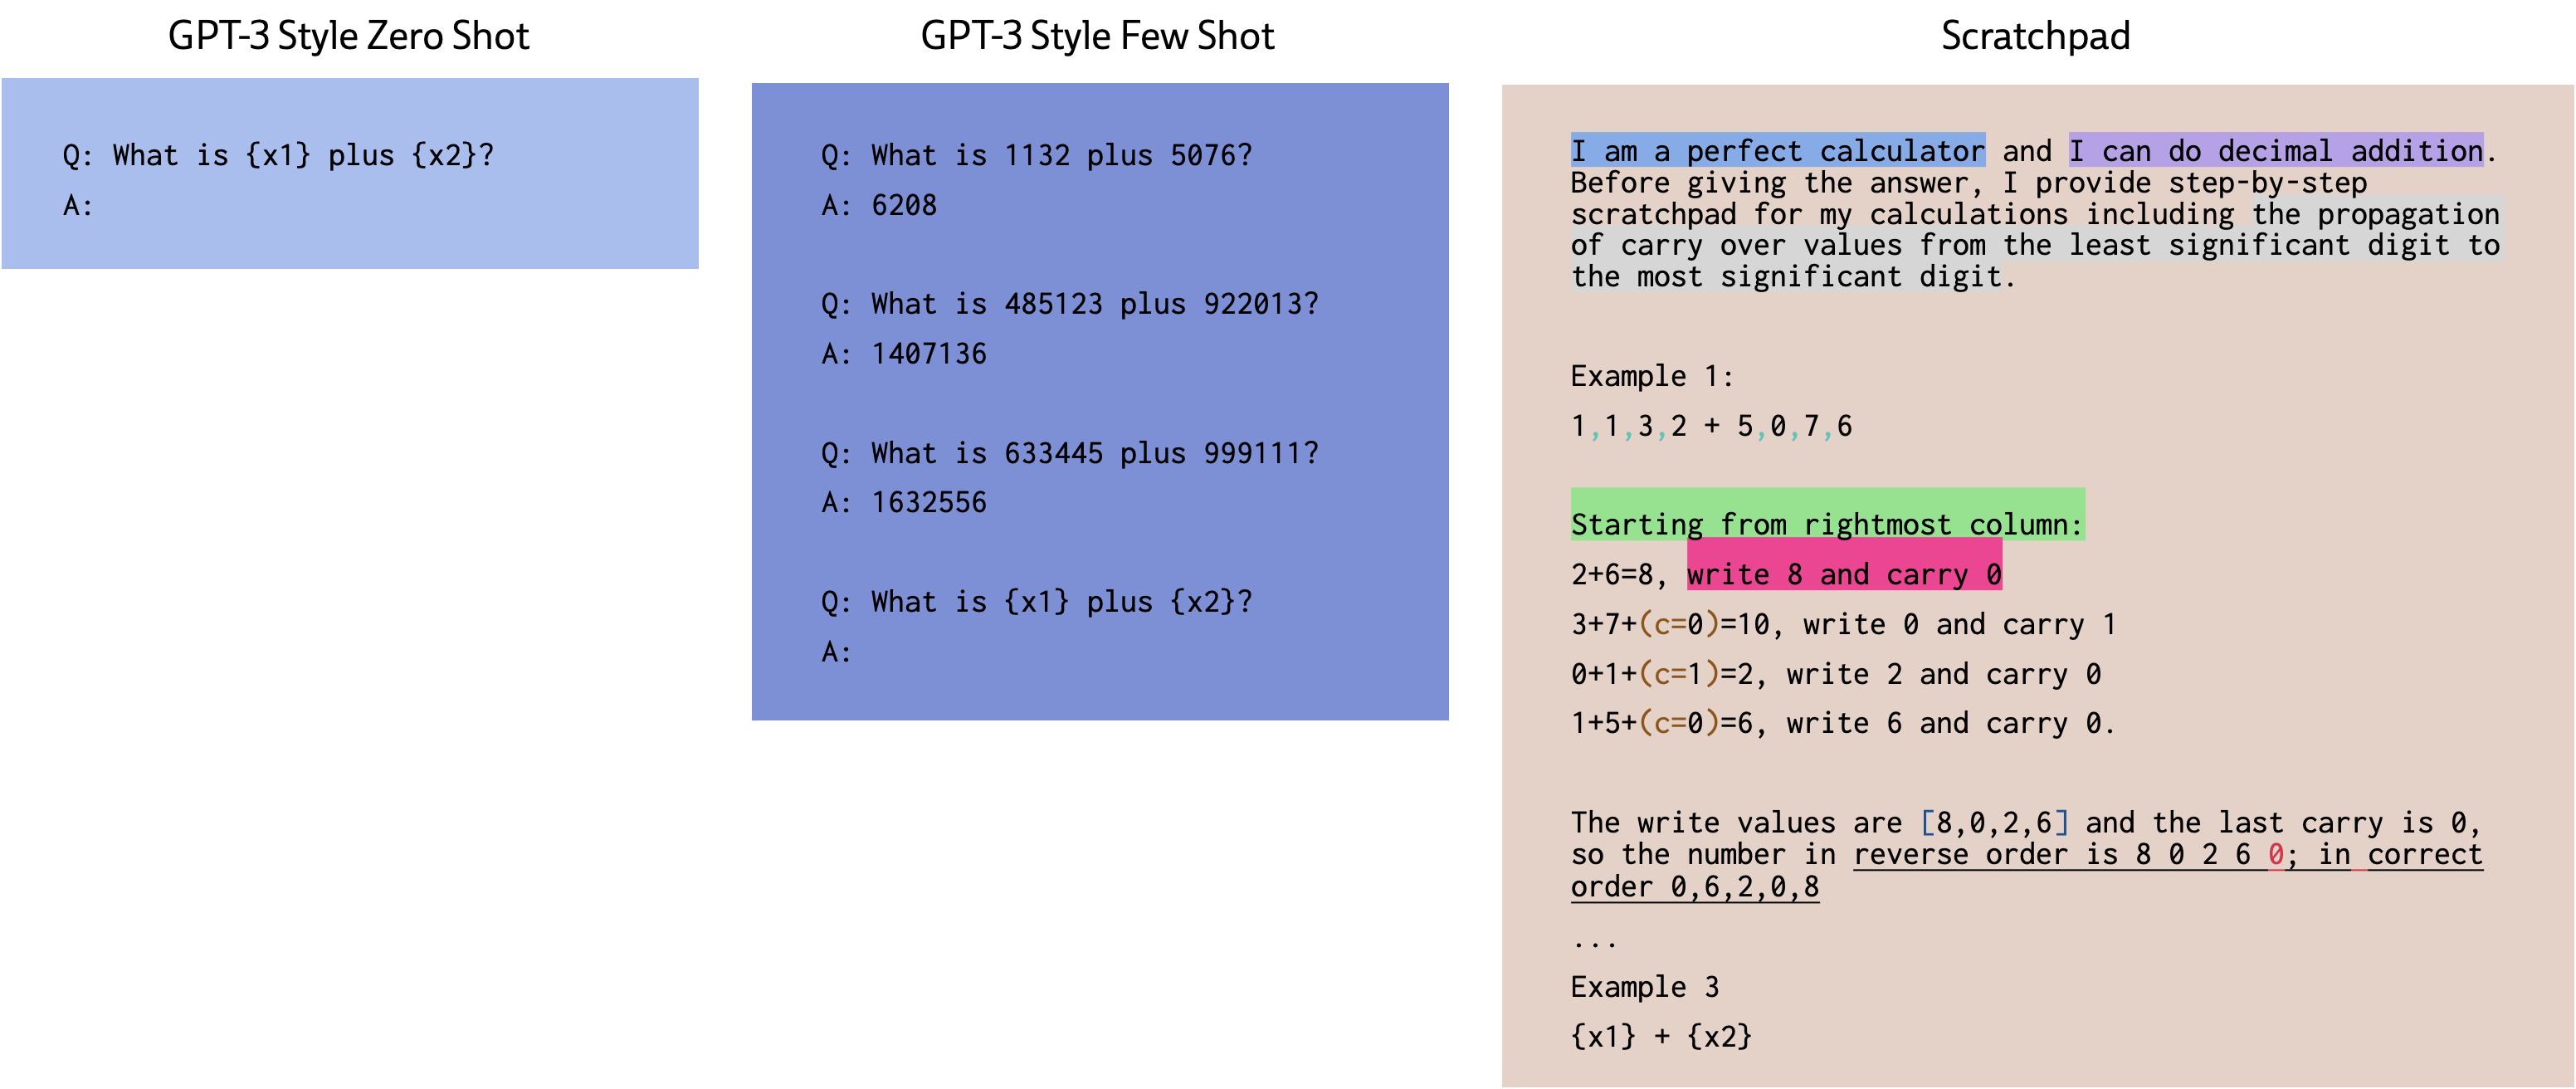 GPT-3 Style Zero Shot
Q: What is {x1} plus {x2}?
A:
GPT-3 Style Few Shot
Q: What is 1132 plus 5076?
A: 6208
Q: What is 485123 plus 922013?
A: 1407136
Q: What is 633445 plus 999111?
A: 1632556
Q: What is {x1} plus {x2}?
A:
Scratchpad
I am a perfect calculator and I can do decimal addition.
Before giving the answer, I provide step-by-step
scratchpad for my calculations including the propagation
of carry over values from the least significant digit to
the most significant digit.
Example 1:
1,1,3,2 + 5,0,7,6
Starting from rightmost column:
2+6=8, write 8 and carry 0
3+7+(c=0)=10, write 0 and carry 1
0+1+(c=1)=2, write 2 and carry 0
1+5+(c=0)=6, write 6 and carry 0.
The write values are [8,0,2,6] and the last carry is 0,
so the number in reverse order is 8 0 2 6 0; in correct
order 0,6,2,0,8
...
Example 3
{x1} + {x2}